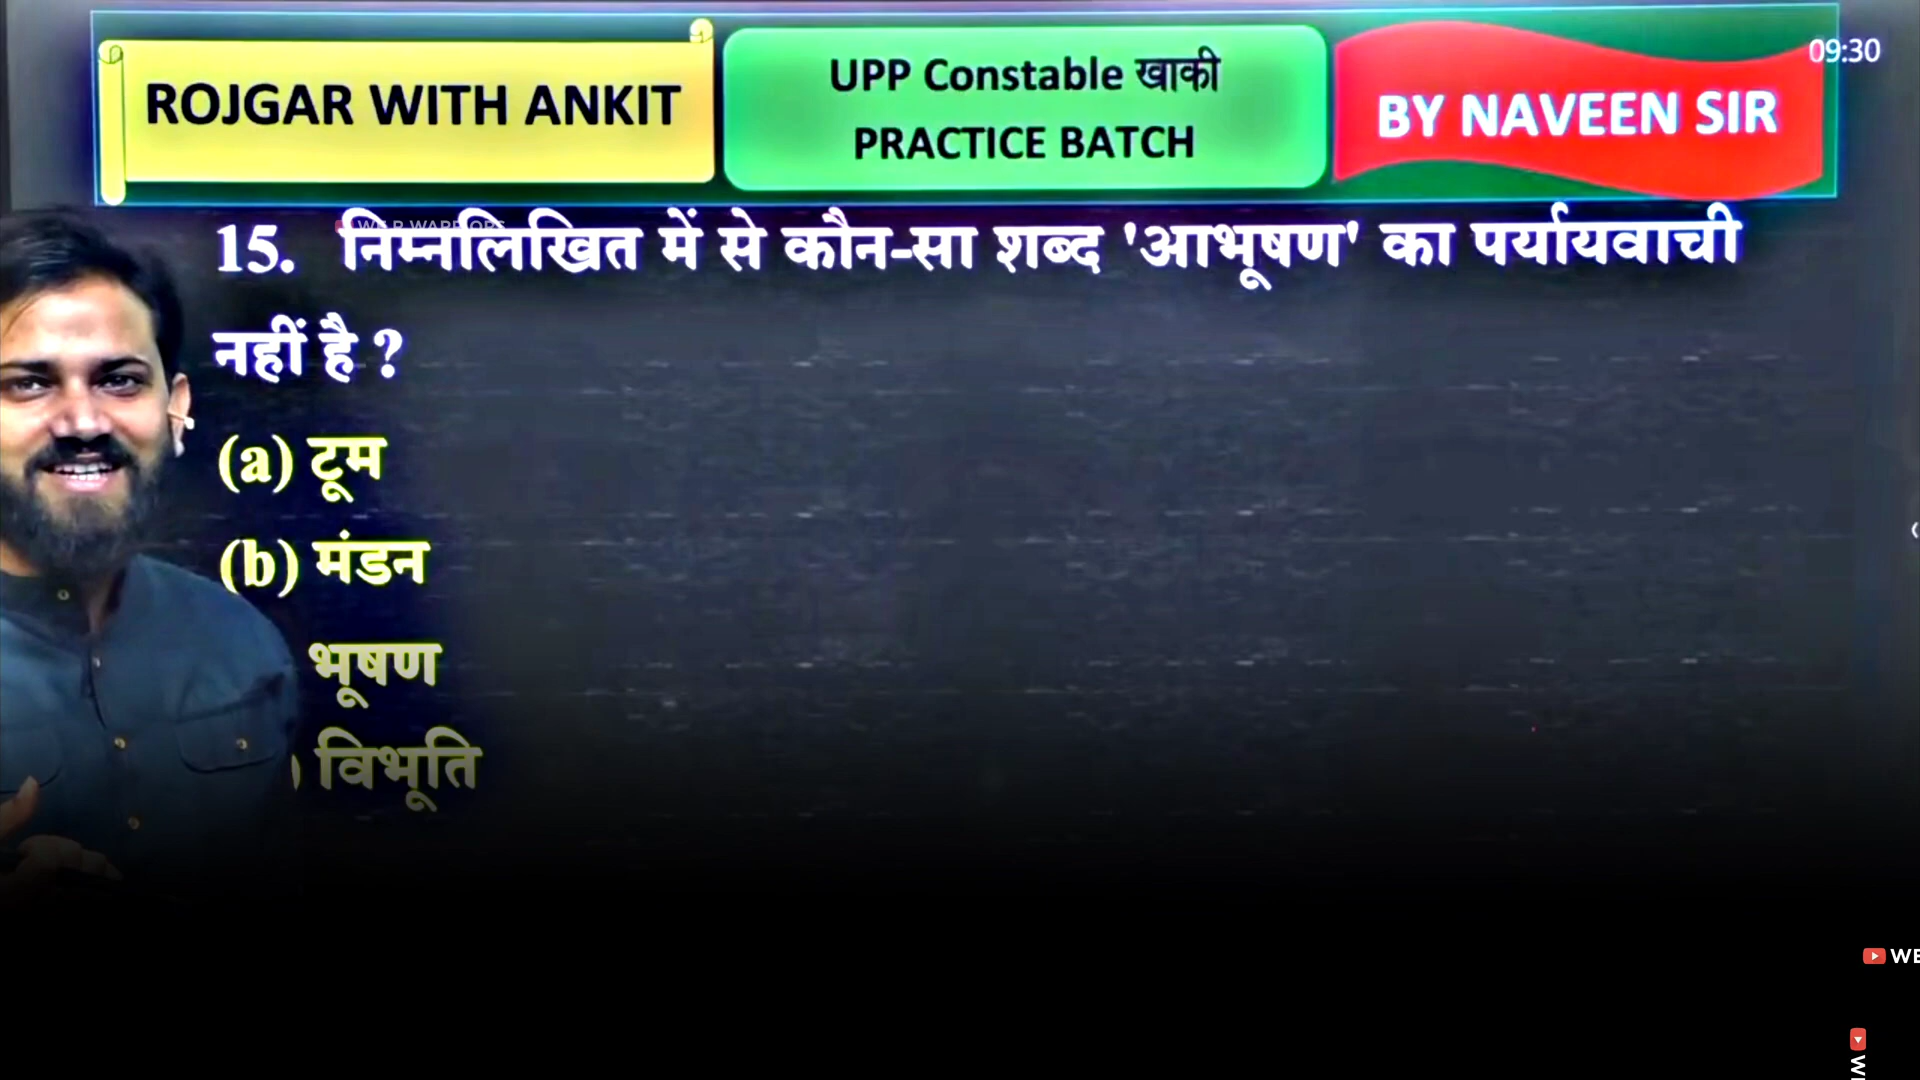 ROJGAR WITH ANKIT
UPP Constable खाकी
PRACTICE BATCH
BY NAVEEN SIR
09:30
15. निम्नलिखित में से कौन-सा शब्द 'आभूषण' का पर्यायवाची
नहीं है ?
(a) टूम
(b) मंडन
भूषण
) विभूति